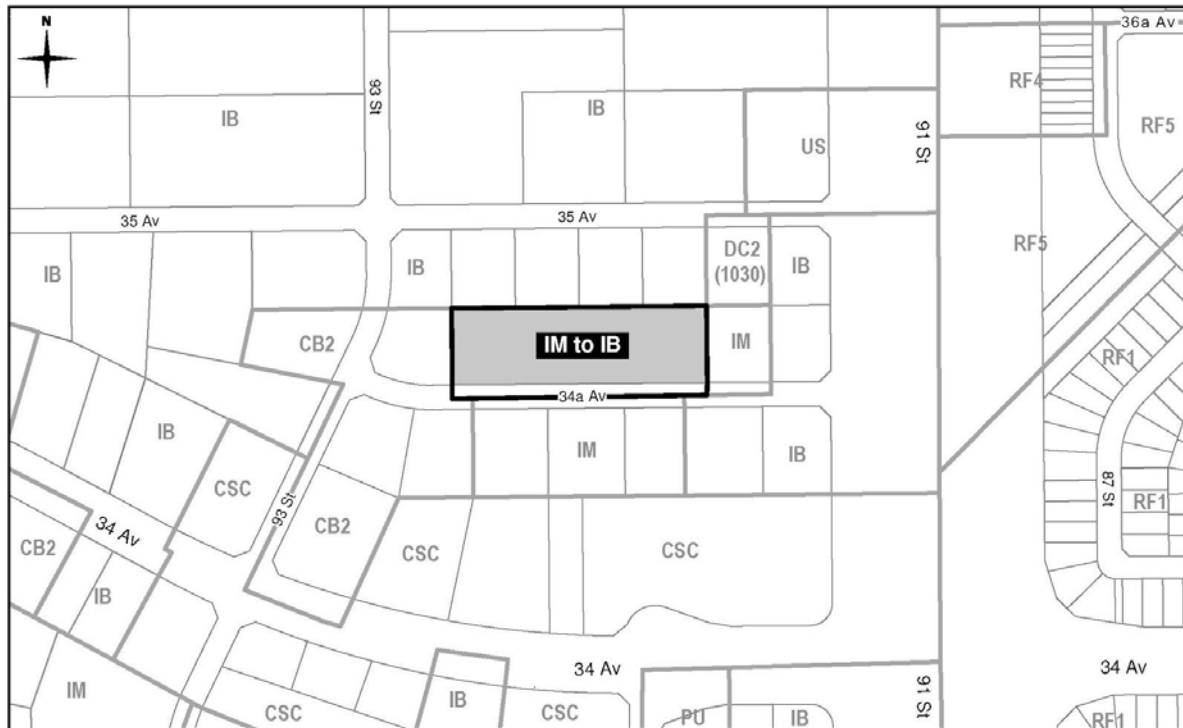 N
36a Av
93 St
IB
IB
RF4
RF5
91 St
US
35 Av
35 Av
RF5
IB
IB
DC2
(1030)
IB
CB2
IM to IB
IM
RF1
34a Av
IB
IM
IB
CSC
93 St
87 St
RF1
34 Av
CB2
CB2
CSC
CSC
IB
34 Av
34 Av
IM
IB
91 St
CSC
CSC
PU
IB
RF1